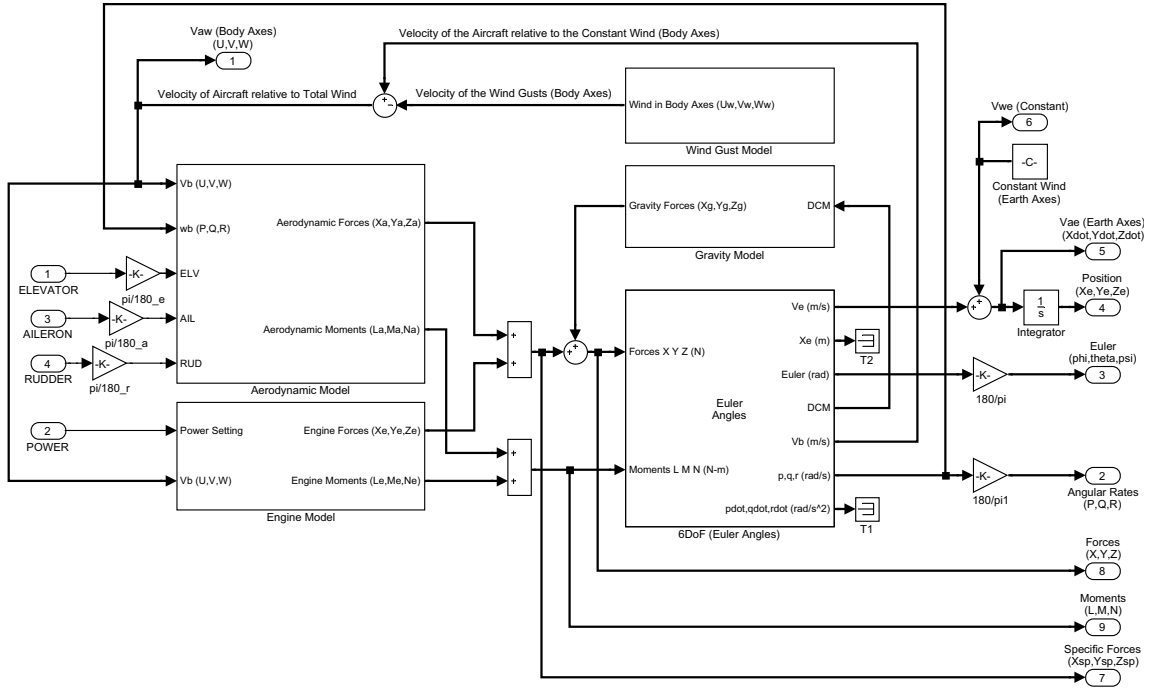 Vaw (Body Axes)
(U,V,W)
1
Velocity of the Aircraft relative to the Constant Wind (Body Axes)
Velocity of Aircraft relative to Total Wind
+
-
Velocity of the Wind Gusts (Body Axes)
Wind in Body Axes (Uw,Vw,Ww)
Wind Gust Model
Vwe (Constant)
6
-C-
Constant Wind
(Earth Axes)
Vb (U,V,W)
wb (P,Q,R)
ELV
AIL
RUD
Aerodynamic Forces (Xa,Ya,Za)
Aerodynamic Moments (La,Ma,Na)
Aerodynamic Model
1
ELEVATOR
-K-
pi/180_e
3
AILERON
-K-
pi/180_a
4
RUDDER
-K-
pi/180_r
2
POWER
Power Setting
Vb (U,V,W)
Engine Forces (Xe,Ye,Ze)
Engine Moments (Le,Me,Ne)
Engine Model
+
+
+
+
+
+
Gravity Forces (Xg,Yg,Zg)
DCM
Gravity Model
Forces X Y Z (N)
Moments L M N (N-m)
Euler
Angles
Ve (m/s)
Xe (m)
Euler (rad)
DCM
Vb (m/s)
p,q,r (rad/s)
pdot,qdot,rdot (rad/s^2)
6DoF (Euler Angles)
T2
T1
+
+
1
s
Integrator
Vae (Earth Axes)
(Xdot,Ydot,Zdot)
5
Position
(Xe,Ye,Ze)
4
-K-
180/pi
Euler
(phi,theta,psi)
3
-K-
180/pi1
2
Angular Rates
(P,Q,R)
Forces
(X,Y,Z)
8
Moments
(L,M,N)
9
Specific Forces
(Xsp,Ysp,Zsp)
7